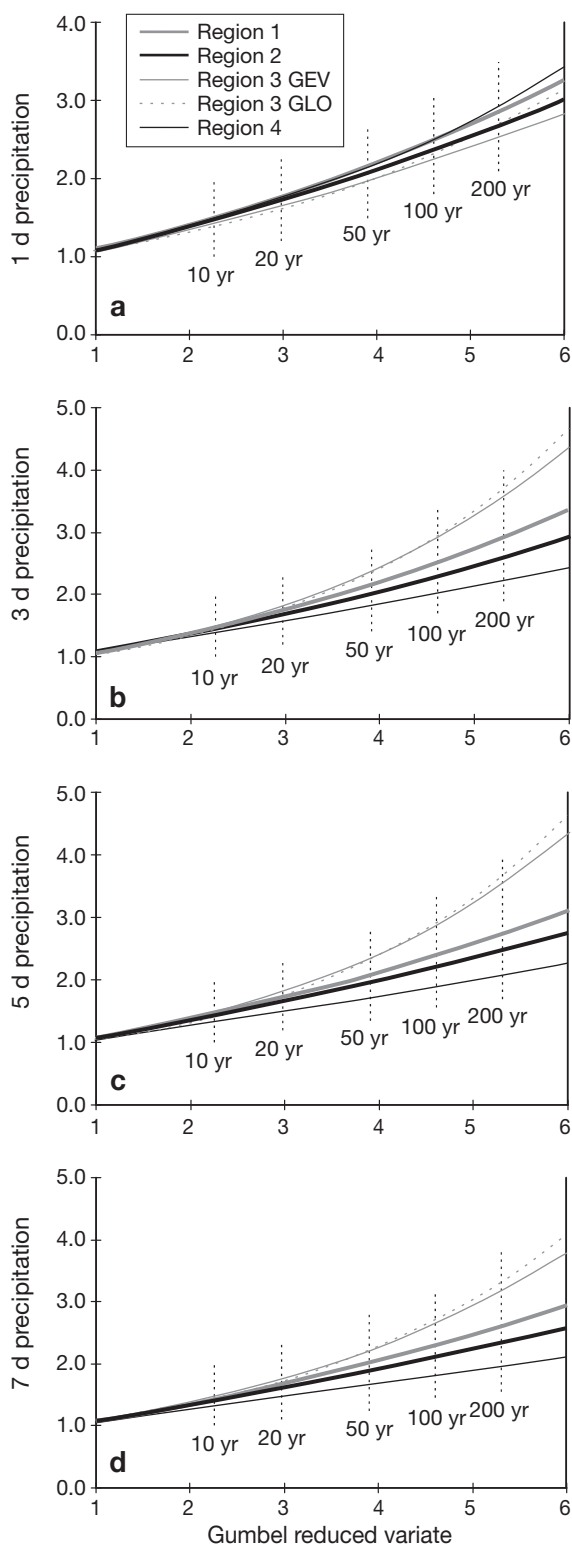 1 d precipitation
4.0
3.0
2.0
1.0
0.0
Region 1
Region 2
Region 3 GEV
Region 3 GLO
Region 4
10 yr
20 yr
50 yr
100 yr
200 yr
a
1 2 3 4 5 6
3 d precipitation
5.0
4.0
3.0
2.0
1.0
0.0
10 yr
20 yr
50 yr
100 yr
200 yr
b
1 2 3 4 5 6
5 d precipitation
5.0
4.0
3.0
2.0
1.0
0.0
10 yr
20 yr
50 yr
100 yr
200 yr
c
1 2 3 4 5 6
7 d precipitation
5.0
4.0
3.0
2.0
1.0
0.0
10 yr
20 yr
50 yr
100 yr
200 yr
d
1 2 3 4 5 6
Gumbel reduced variate